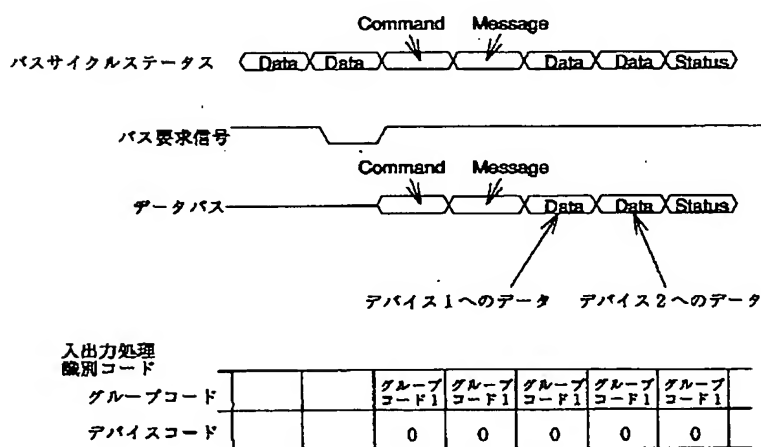 Command Message
バスサイクルステータス Data Data Data Data Status
バス要求信号
Command Message
データバス Data Data Status
デバイス1へのデータ デバイス2へのデータ
入出力処理
識別コード
グループコード グループコード1 グループコード1 グループコード1 グループコード1 グループコード1
デバイスコード 0 0 0 0 0